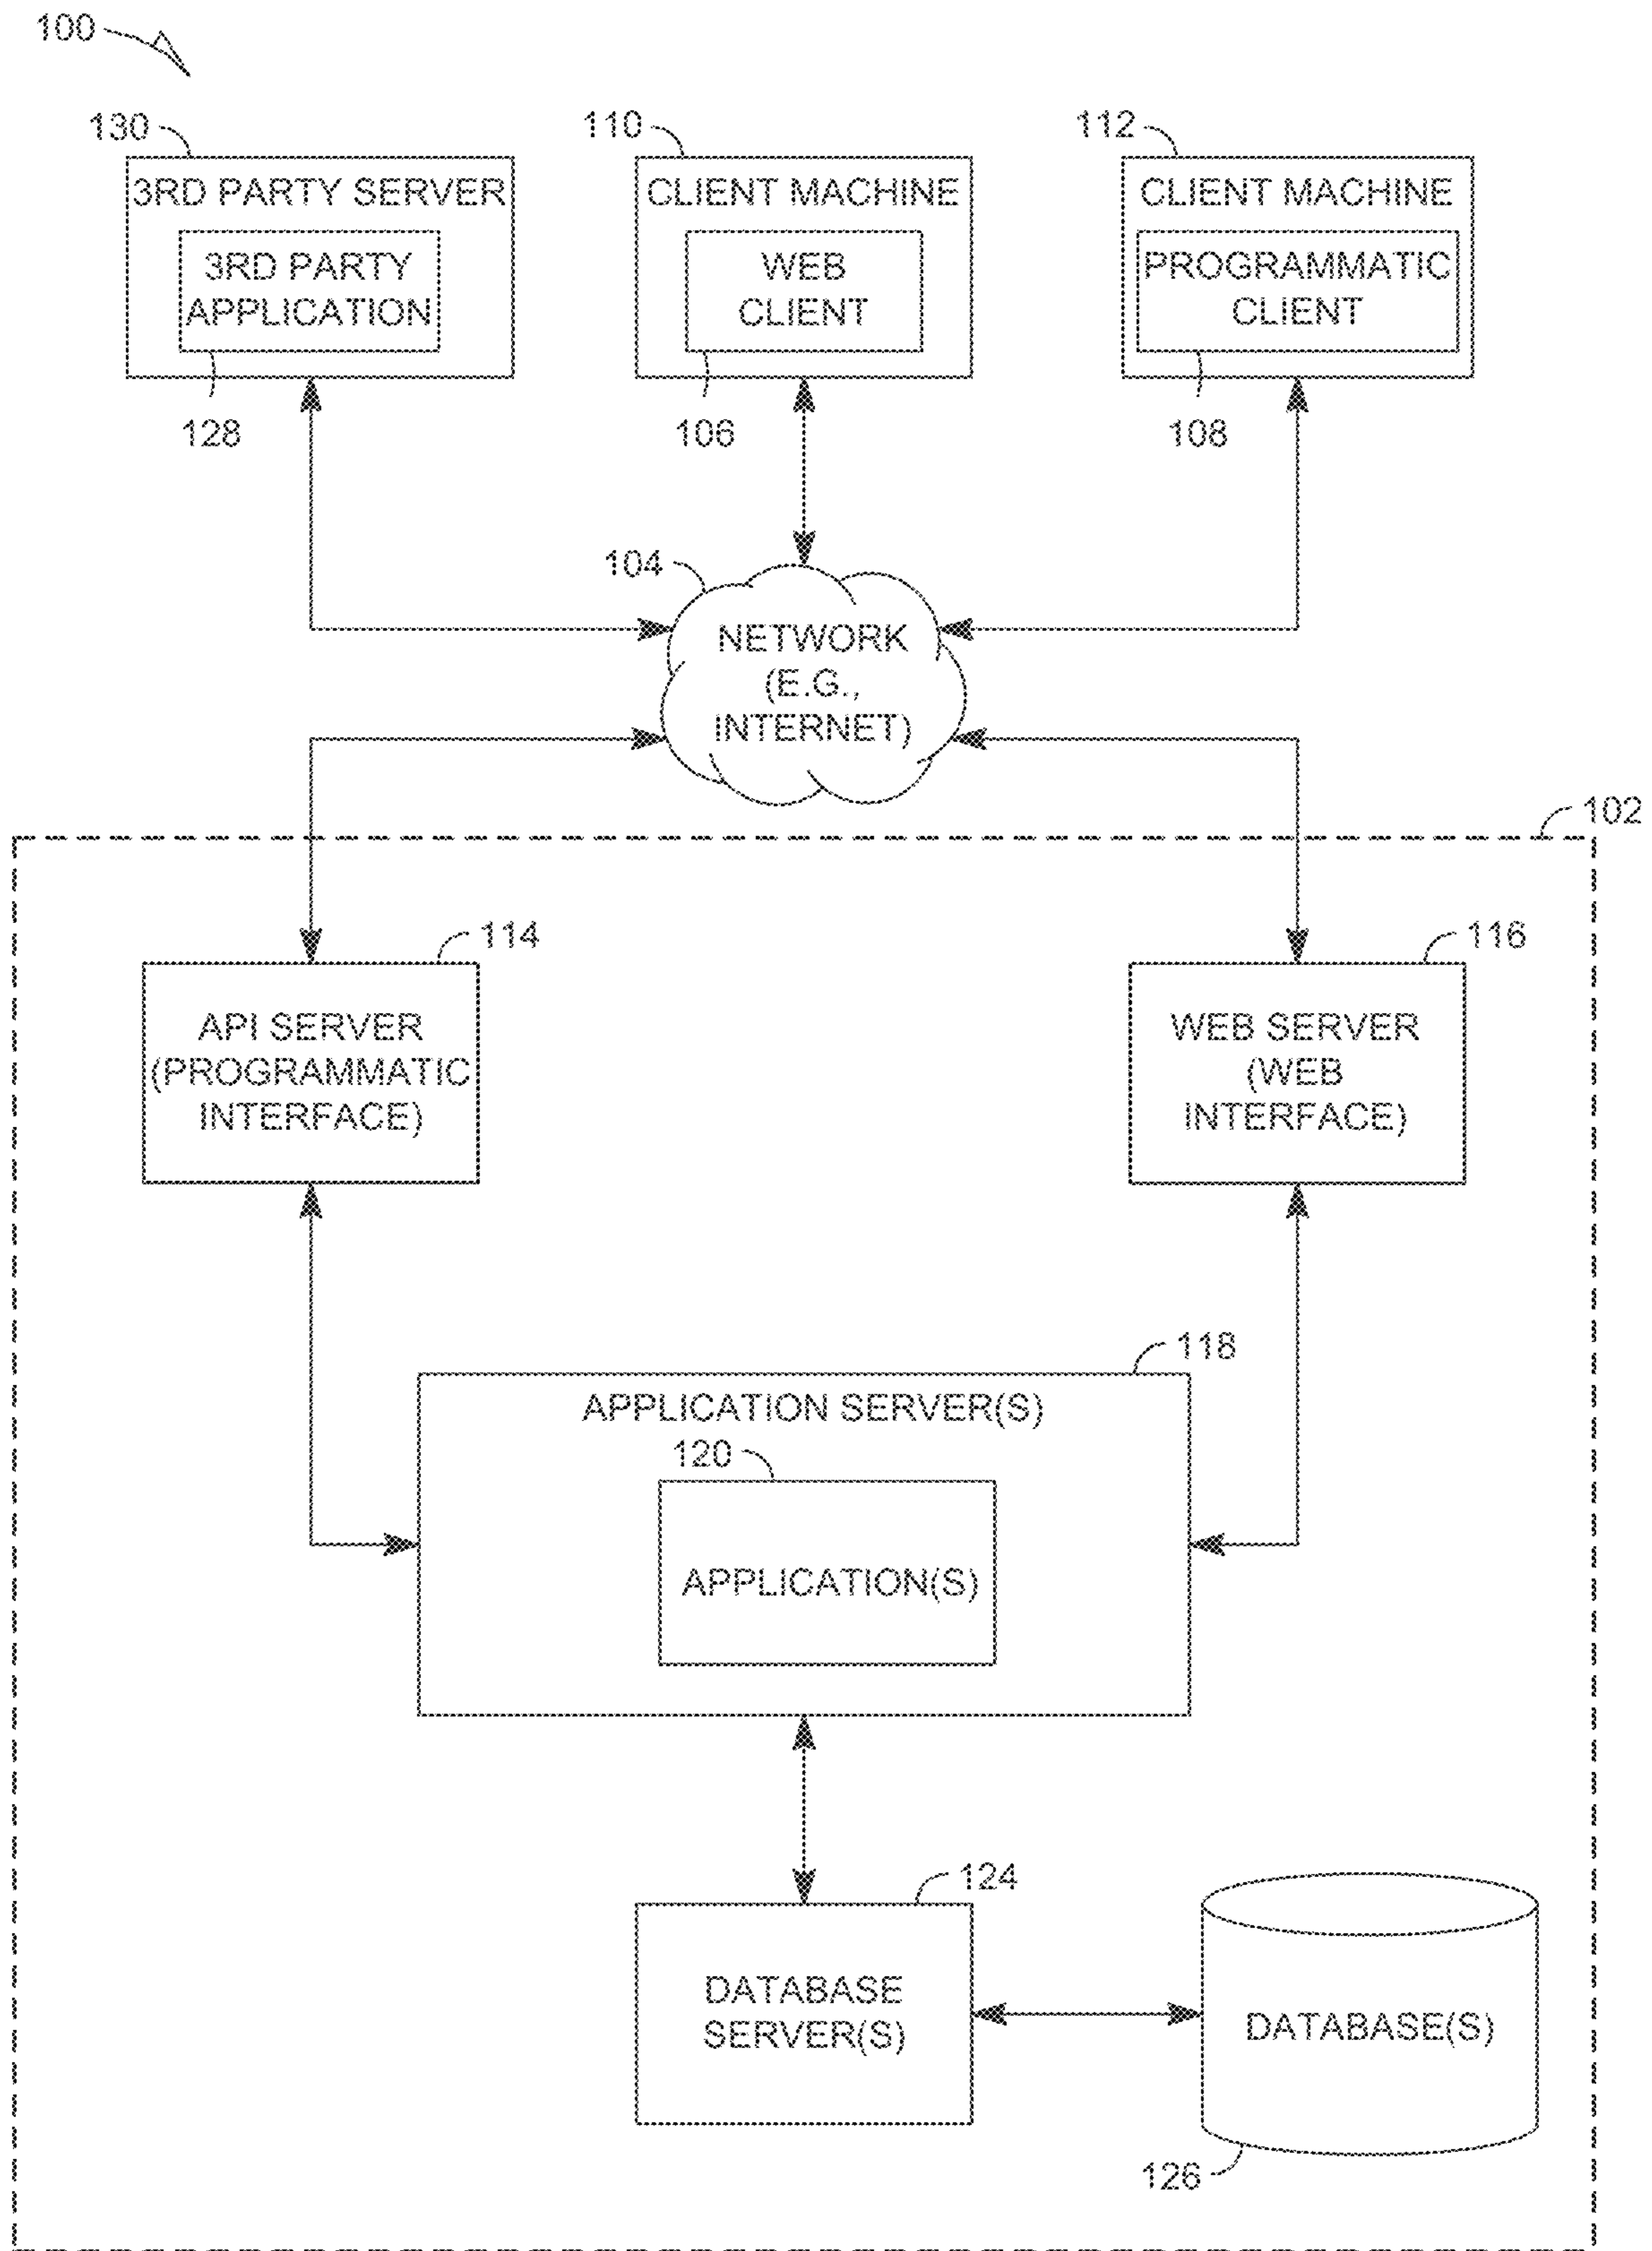 100
130
110
112
3RD PARTY SERVER
3RD PARTY
APPLICATION
CLIENT MACHINE
WEB
CLIENT
CLIENT MACHINE
PROGRAMMATIC
CLIENT
128
106
108
104
NETWORK
(E.G.,
INTERNET)
102
114
116
API SERVER
(PROGRAMMATIC
INTERFACE)
WEB SERVER
(WEB
INTERFACE)
118
APPLICATION SERVER(S)
120
APPLICATION(S)
124
DATABASE
SERVER(S)
DATABASE(S)
126